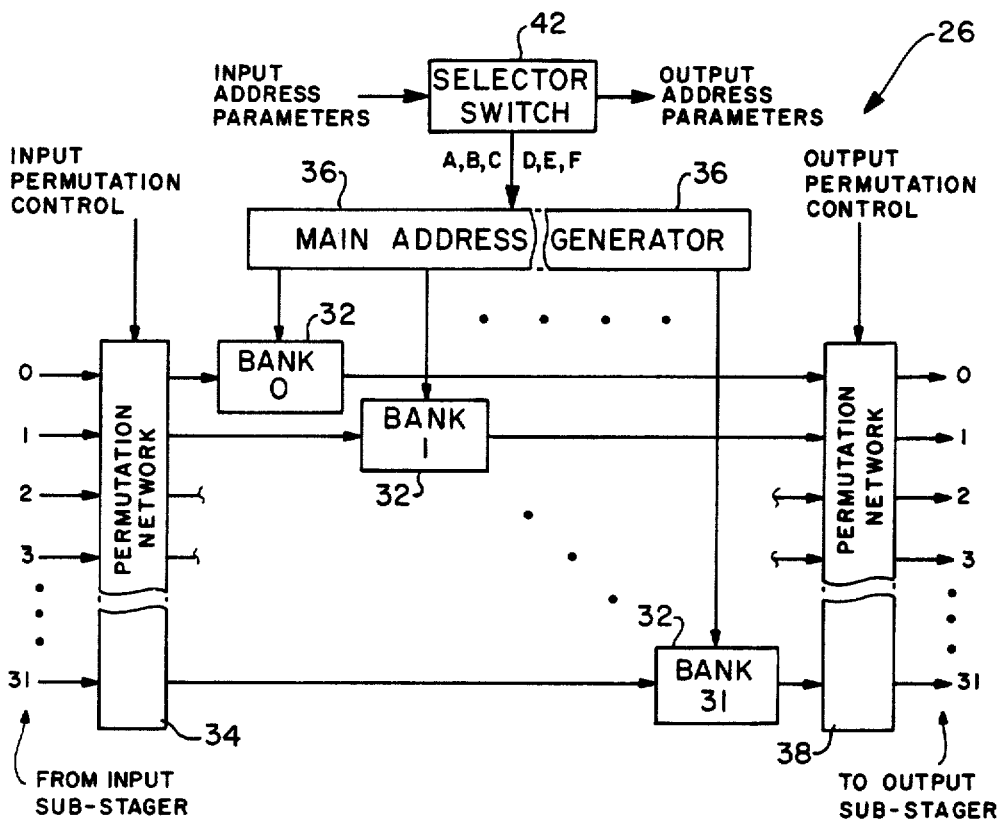 42
26
INPUT
ADDRESS
PARAMETERS
SELECTOR
SWITCH
OUTPUT
ADDRESS
PARAMETERS
A,B,C D,E,F
INPUT
PERMUTATION
CONTROL
OUTPUT
PERMUTATION
CONTROL
36
36
MAIN ADDRESS GENERATOR
32
BANK
0
BANK
1
32
32
BANK
31
0
1
2
3
31
PERMUTATION
NETWORK
34
PERMUTATION
NETWORK
38
0
1
2
3
31
FROM INPUT
SUB-STAGER
TO OUTPUT
SUB-STAGER